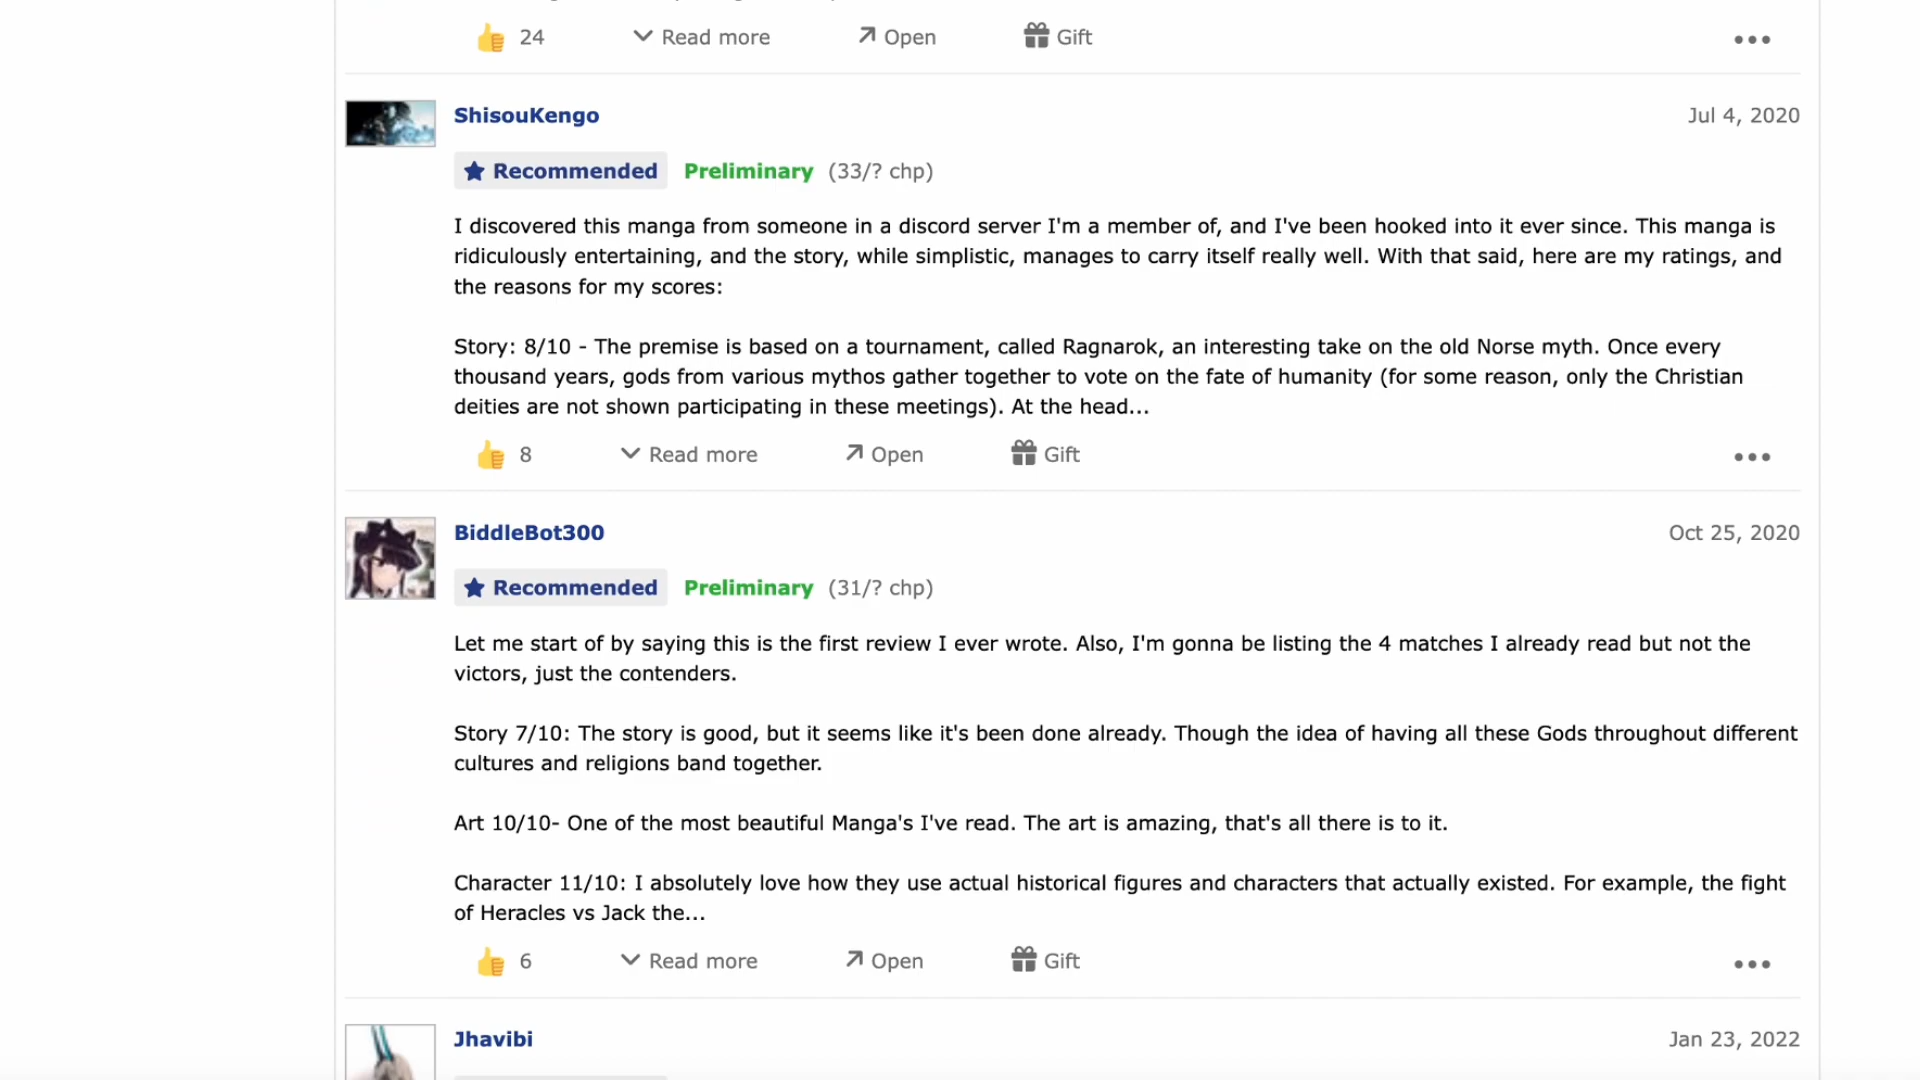 24 Read more Open Gift
ShisouKengo Jul 4, 2020
Recommended Preliminary (33/? chp)
I discovered this manga from someone in a discord server I'm a member of, and I've been hooked into it ever since. This manga is
ridiculously entertaining, and the story, while simplistic, manages to carry itself really well. With that said, here are my ratings, and
the reasons for my scores:
Story: 8/10 - The premise is based on a tournament, called Ragnarok, an interesting take on the old Norse myth. Once every
thousand years, gods from various mythos gather together to vote on the fate of humanity (for some reason, only the Christian
deities are not shown participating in these meetings). At the head...
8 Read more Open Gift
BiddleBot300 Oct 25, 2020
Recommended Preliminary (31/? chp)
Let me start of by saying this is the first review I ever wrote. Also, I'm gonna be listing the 4 matches I already read but not the
victors, just the contenders.
Story 7/10: The story is good, but it seems like it's been done already. Though the idea of having all these Gods throughout different
cultures and religions band together.
Art 10/10- One of the most beautiful Manga's I've read. The art is amazing, that's all there is to it.
Character 11/10: I absolutely love how they use actual historical figures and characters that actually existed. For example, the fight
of Heracles vs Jack the...
6 Read more Open Gift
Jhavibi Jan 23, 2022